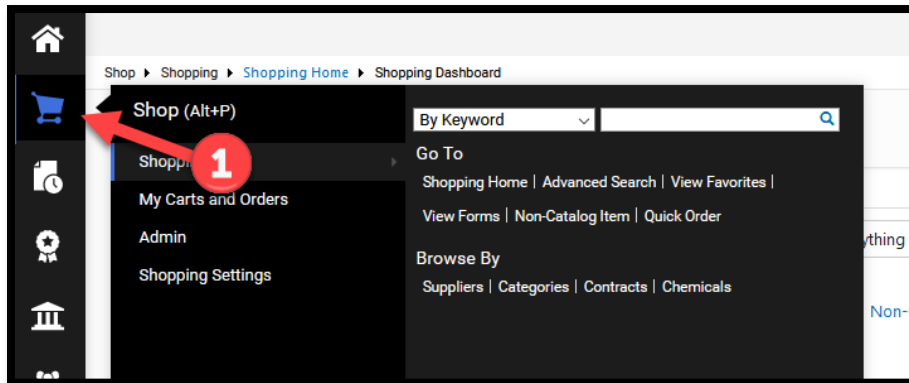 Shop Shopping Shopping Home Shopping Dashboard
Shop (Alt+P)
By Keyword
1
Go To
Shopping Home | Advanced Search | View Favorites |
My Carts and Orders
View Forms | Non-Catalog Item | Quick Order
Admin
Browse By
Shopping Settings
Suppliers | Categories | Contracts | Chemicals